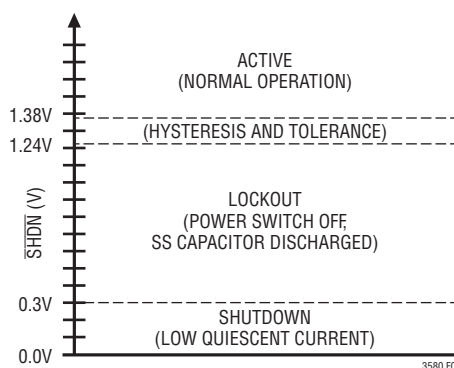 ACTIVE
(NORMAL OPERATION)
1.38V
(HYSTERESIS AND TOLERANCE)
1.24V
LOCKOUT
(POWER SWITCH OFF,
SS CAPACITOR DISCHARGED)
SHDN (V)
0.3V
SHUTDOWN
(LOW QUIESCENT CURRENT)
0.0V